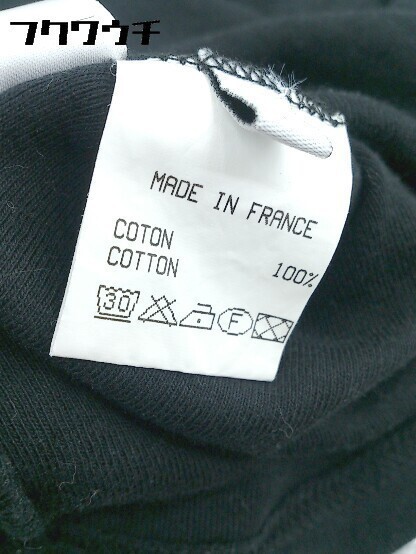 フクワウチ
MADE IN FRANCE
COTON
COTTON 100%
30 F